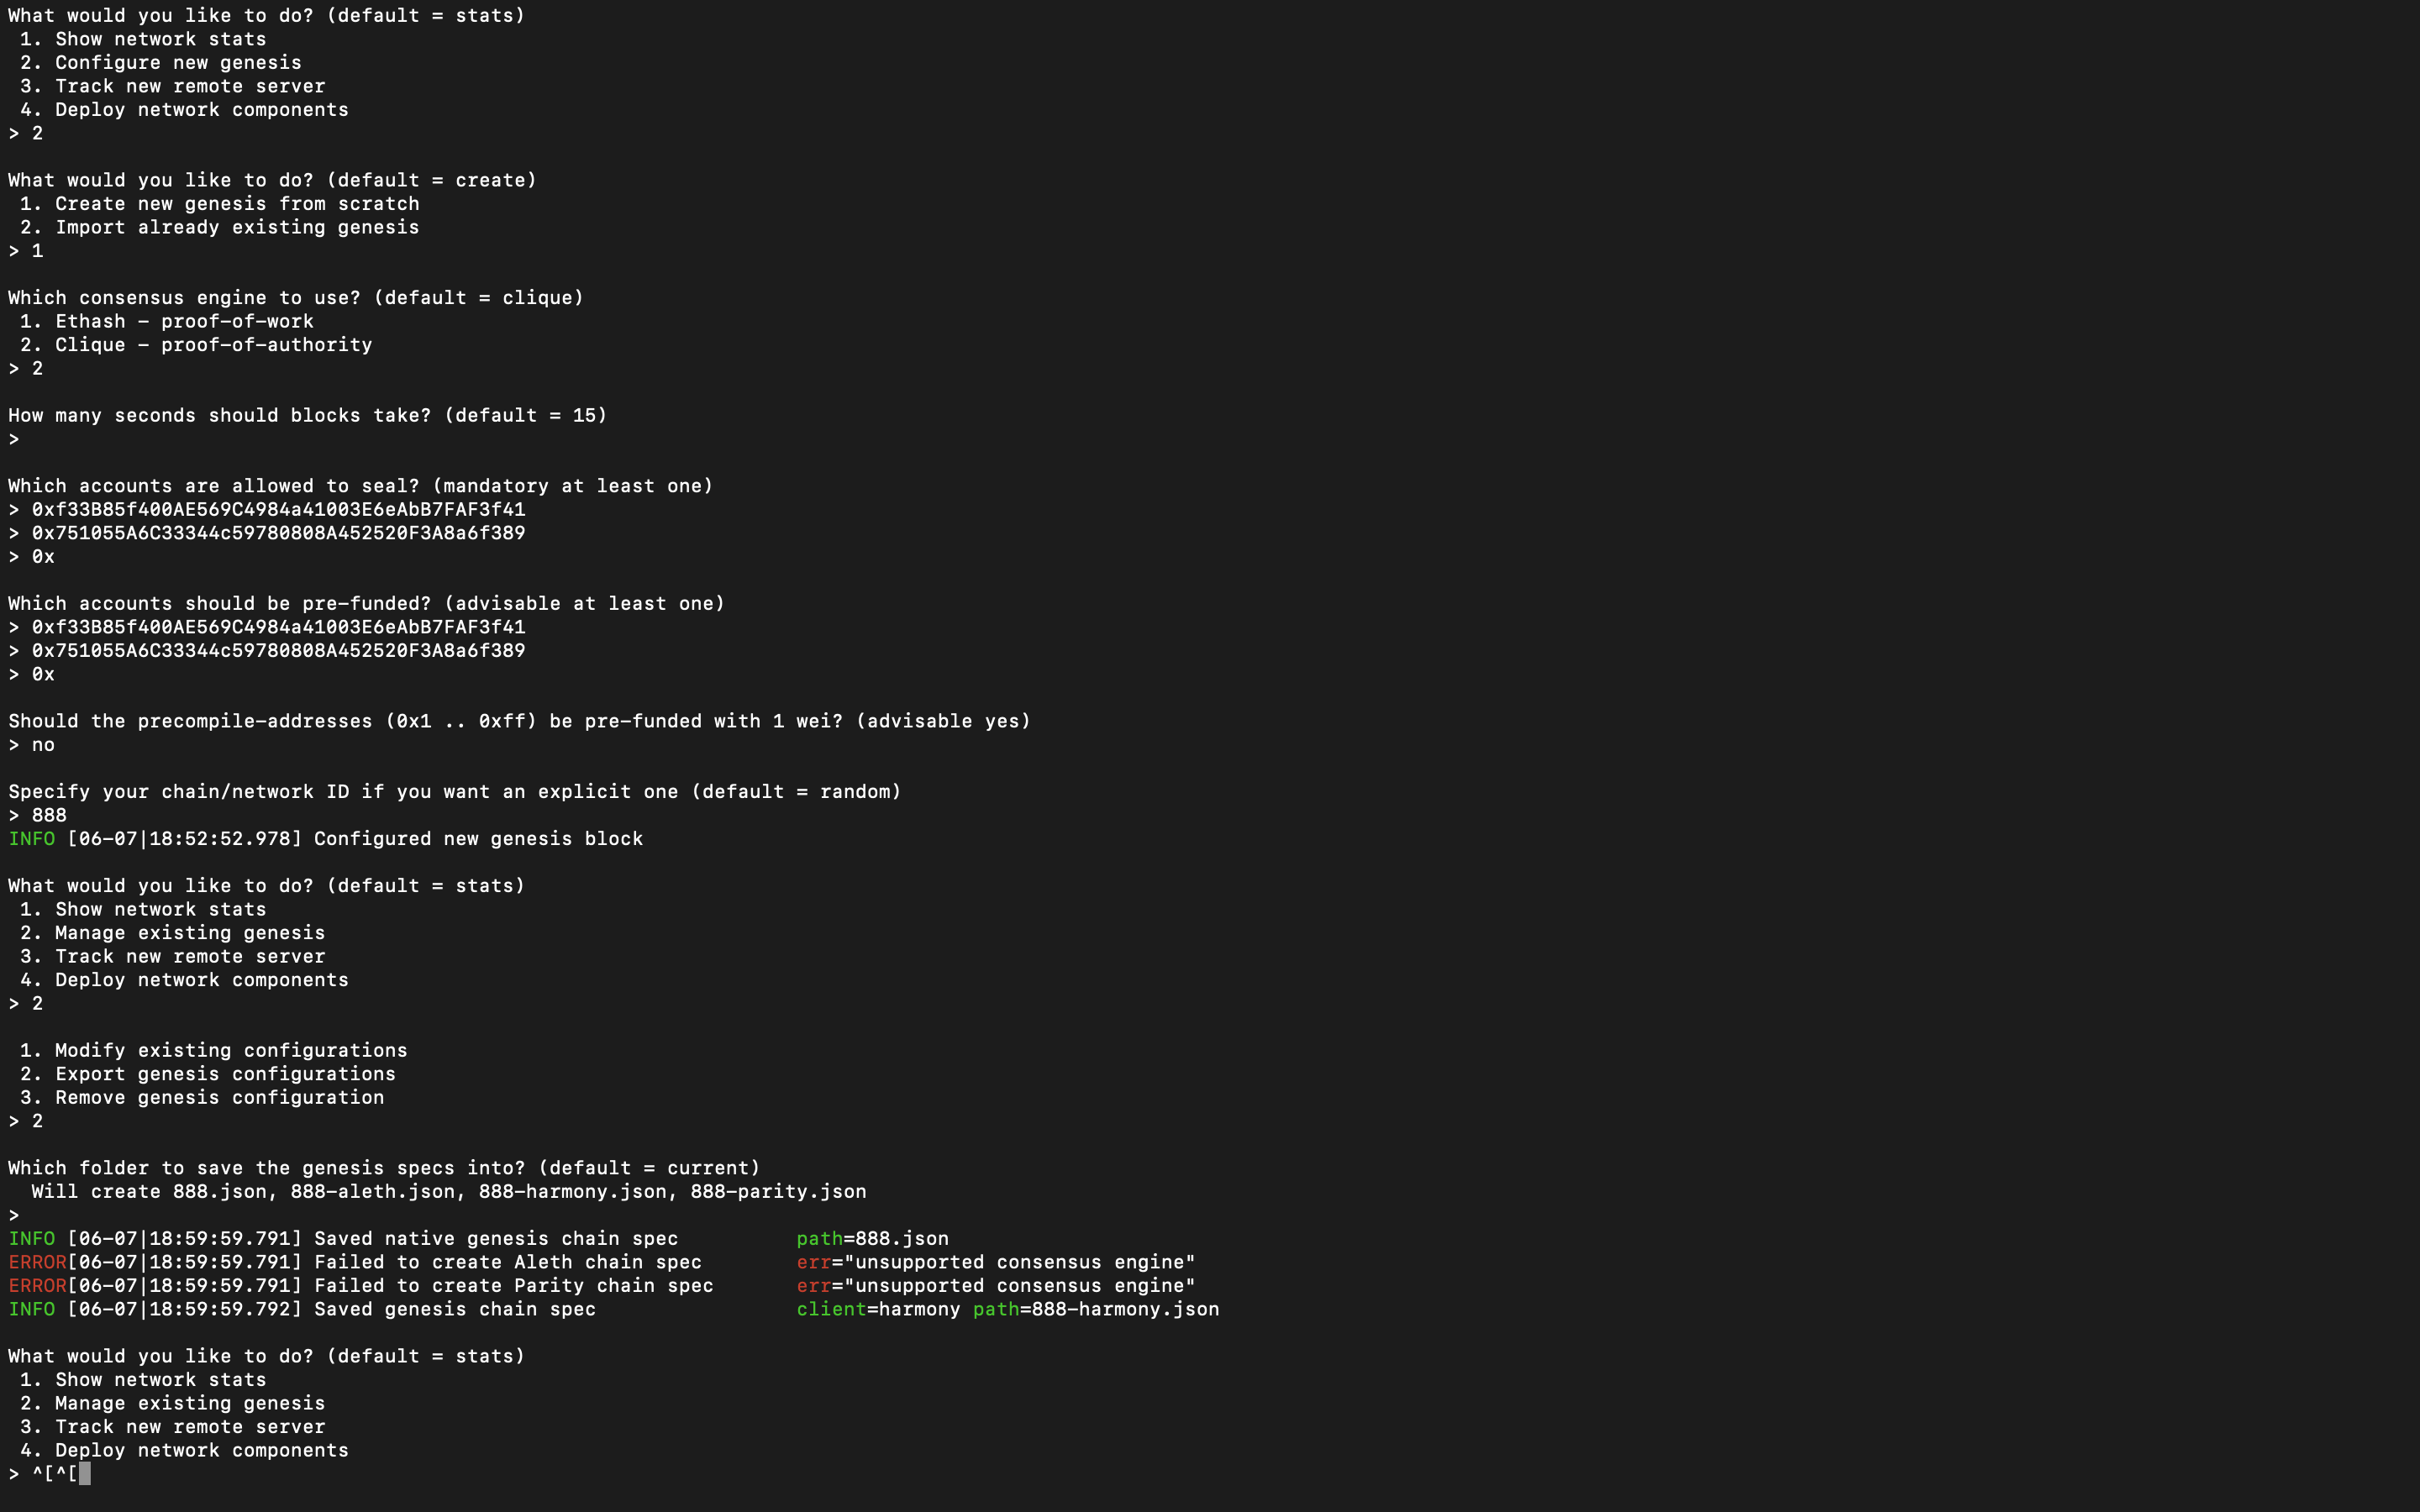 What would you like to do? (default = stats)
 1. Show network stats
 2. Configure new genesis
 3. Track new remote server
 4. Deploy network components
> 2

What would you like to do? (default = create)
 1. Create new genesis from scratch
 2. Import already existing genesis
> 1

Which consensus engine to use? (default = clique)
 1. Ethash - proof-of-work
 2. Clique - proof-of-authority
> 2

How many seconds should blocks take? (default = 15)
>

Which accounts are allowed to seal? (mandatory at least one)
> 0xf33B85f400AE569C4984a41003E6eAbB7FAF3f41
> 0x751055A6C33344c59780808A452520F3A8a6f389
> 0x

Which accounts should be pre-funded? (advisable at least one)
> 0xf33B85f400AE569C4984a41003E6eAbB7FAF3f41
> 0x751055A6C33344c59780808A452520F3A8a6f389
> 0x

Should the precompile-addresses (0x1 .. 0xff) be pre-funded with 1 wei? (advisable yes)
> no

Specify your chain/network ID if you want an explicit one (default = random)
> 888
INFO [06-07|18:52:52.978] Configured new genesis block

What would you like to do? (default = stats)
 1. Show network stats
 2. Manage existing genesis
 3. Track new remote server
 4. Deploy network components
> 2

 1. Modify existing configurations
 2. Export genesis configurations
 3. Remove genesis configuration
> 2

Which folder to save the genesis specs into? (default = current)
  Will create 888.json, 888-aleth.json, 888-harmony.json, 888-parity.json
>
INFO [06-07|18:59:59.791] Saved native genesis chain spec          path=888.json
ERROR[06-07|18:59:59.791] Failed to create Aleth chain spec        err="unsupported consensus engine"
ERROR[06-07|18:59:59.791] Failed to create Parity chain spec       err="unsupported consensus engine"
INFO [06-07|18:59:59.792] Saved genesis chain spec                 client=harmony path=888-harmony.json

What would you like to do? (default = stats)
 1. Show network stats
 2. Manage existing genesis
 3. Track new remote server
 4. Deploy network components
> ^[^[